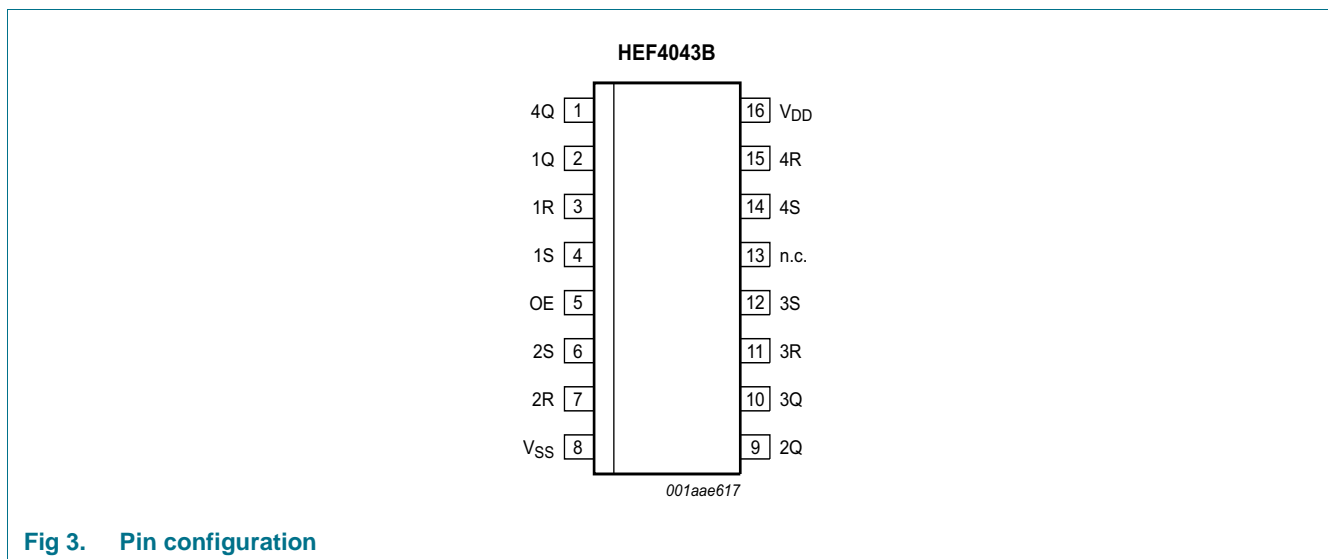 HEF4043B
4Q 1 16 VDD
1Q 2 15 4R
1R 3 14 4S
1S 4 13 n.c.
OE 5 12 3S
2S 6 11 3R
2R 7 10 3Q
VSS 8 9 2Q
001aae617
Fig 3. Pin configuration